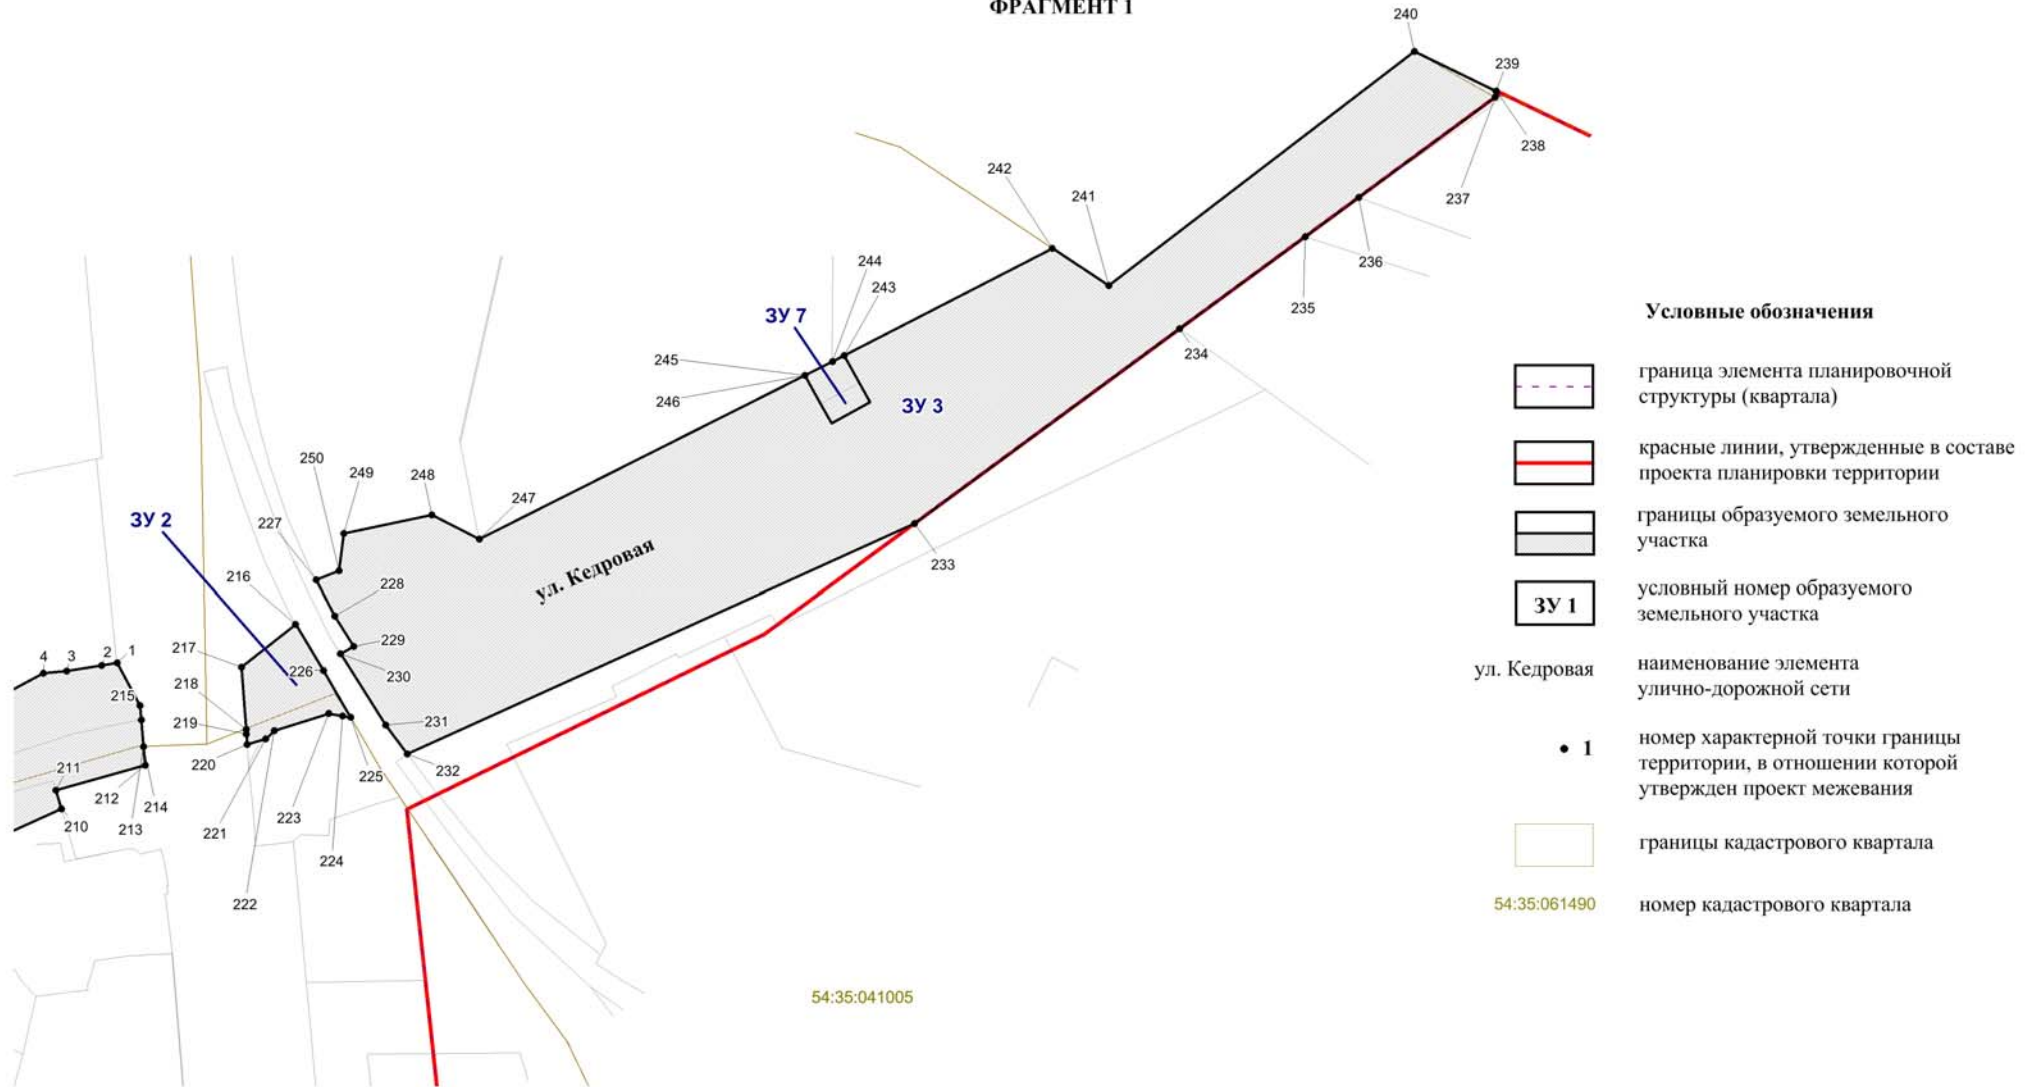 ФРАГМЕНТ 1
240
239
238
242
241
237
244
243
236
ЗУ 7
235
245
234
246
ЗУ 3
250
249
248
247
ЗУ 2
227
ул. Кедровая
233
216
228
229
217
4
3
2
1
226
230
218
215
219
231
220
211
225
232
212
214
223
210
213
221
224
222
54:35:041005
Условные обозначения
граница элемента планировочной
структуры (квартала)
красные линии, утвержденные в составе
проекта планировки территории
границы образуемого земельного
участка
ЗУ 1
условный номер образуемого
земельного участка
ул. Кедровая
наименование элемента
улично-дорожной сети
1
номер характерной точки границы
территории, в отношении которой
утвержден проект межевания
границы кадастрового квартала
54:35:061490
номер кадастрового квартала